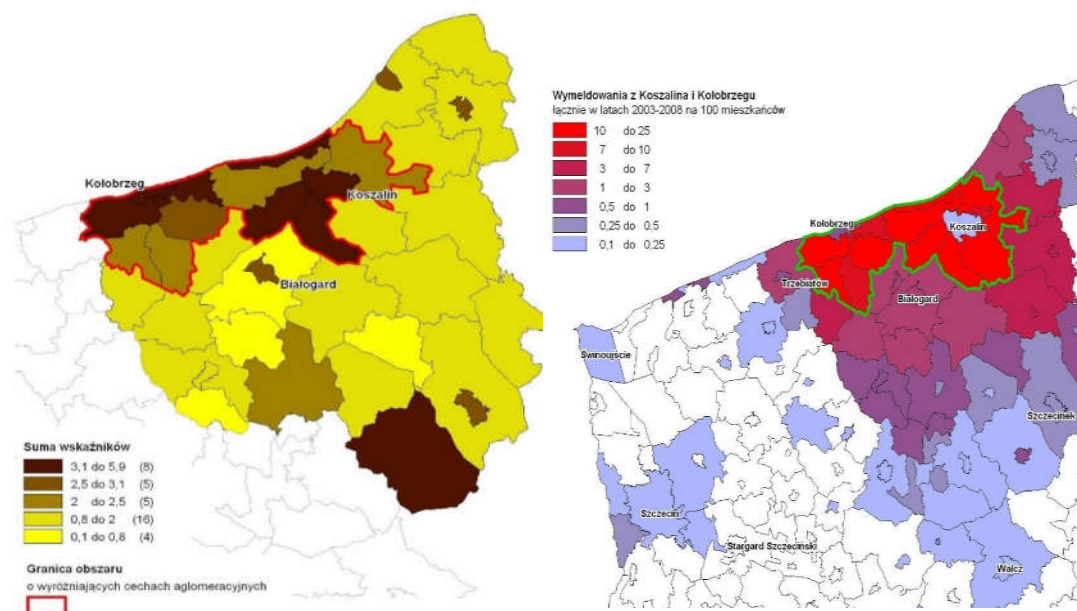 Kołobrzeg
Koszalin
Białogard
Suma wskaźników
3,1 do 5,9 (8)
2,5 do 3,1 (5)
2 do 2,5 (5)
0,8 do 2 (16)
0,1 do 0,8 (4)
Granica obszaru
o wyróżniających cechach aglomeracyjnych
Wymeldowania z Koszalina i Kołobrzegu
łącznie w latach 2003-2008 na 100 mieszkańców
10 do 25
7 do 10
3 do 7
1 do 3
0,5 do 1
0,25 do 0,5
0,1 do 0,25
Kołobrzeg
Koszalin
Trzebiatów
Białogard
Świnoujście
Szczecinek
Szczecin
Stargard Szczeciński
Wałcz